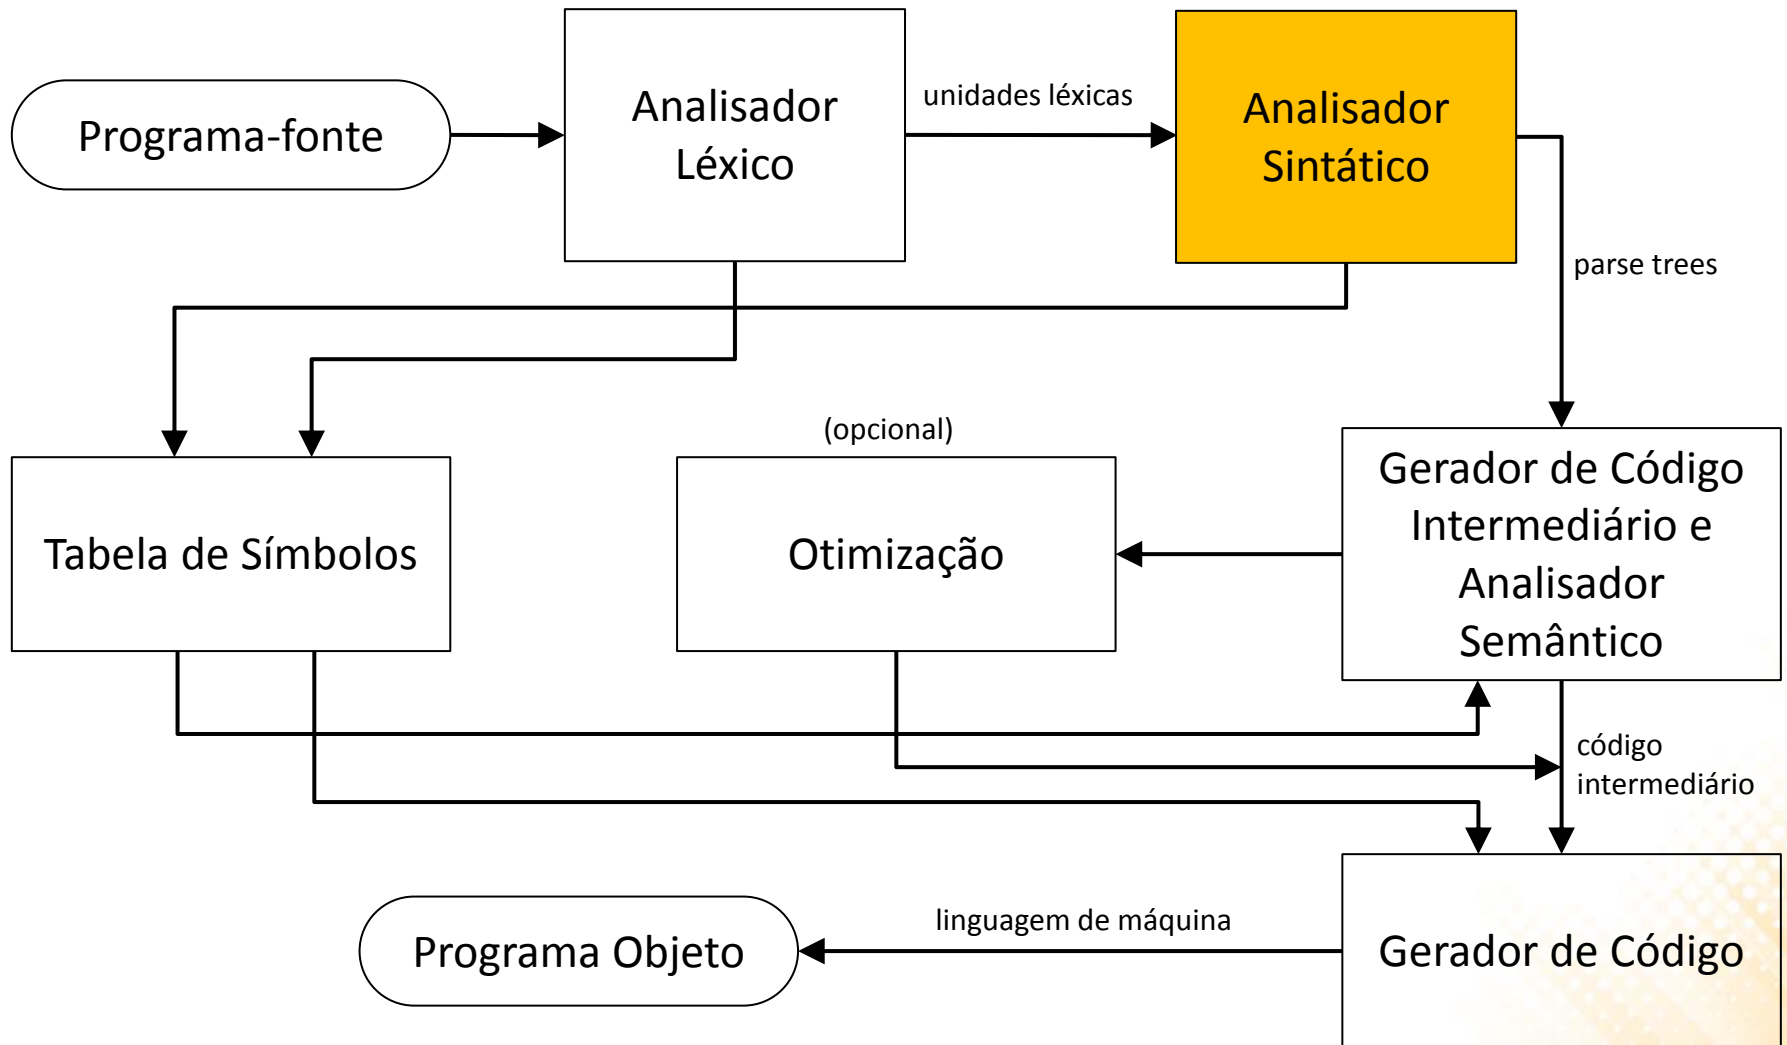 Programa-fonte
Analisador
Léxico
unidades léxicas
Analisador
Sintático
parse trees
Tabela de Símbolos
(opcional)
Otimização
Gerador de Código
Intermediário e
Analisador
Semântico
código
intermediário
Programa Objeto
linguagem de máquina
Gerador de Código